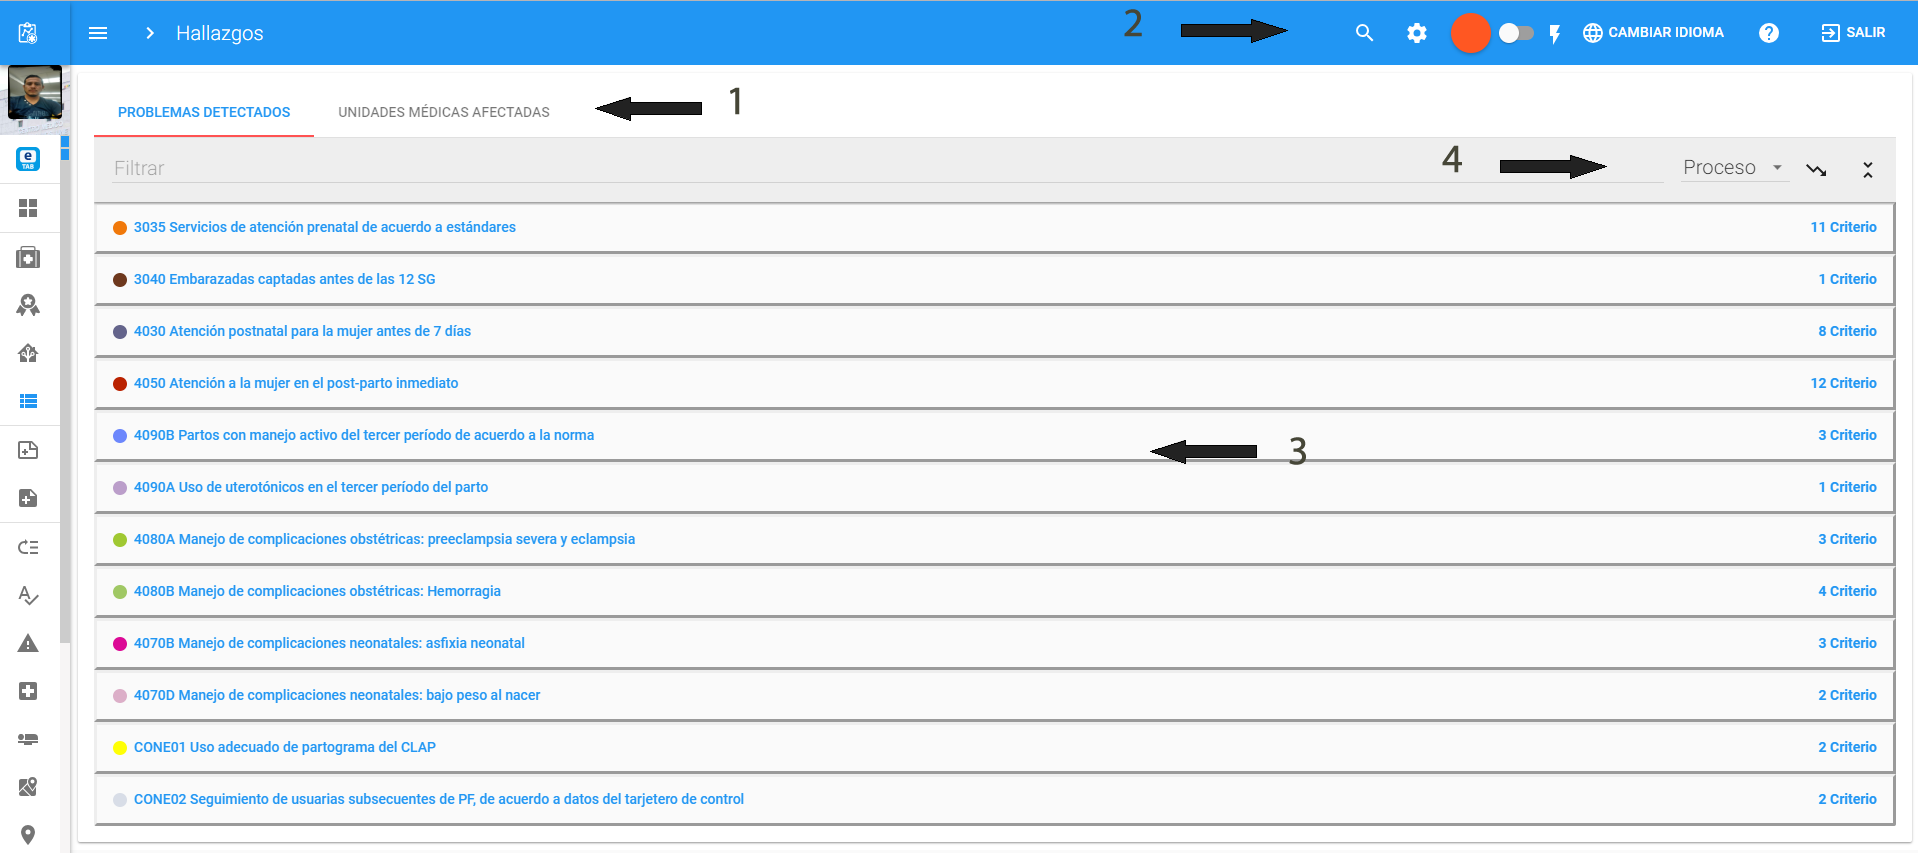 Hallazgos
2
CAMBIAR IDIOMA
SALIR
PROBLEMAS DETECTADOS
UNIDADES MÉDICAS AFECTADAS
1
e
TAB
Filtrar
4
Proceso
3035 Servicios de atención prenatal de acuerdo a estándares
11 Criterio
3040 Embarazadas captadas antes de las 12 SG
1 Criterio
4030 Atención postnatal para la mujer antes de 7 días
8 Criterio
4050 Atención a la mujer en el post-parto inmediato
12 Criterio
4090B Partos con manejo activo del tercer período de acuerdo a la norma
3 Criterio
3
4090A Uso de uterotónicos en el tercer período del parto
1 Criterio
4080A Manejo de complicaciones obstétricas: preeclampsia severa y eclampsia
3 Criterio
4080B Manejo de complicaciones obstétricas: Hemorragia
4 Criterio
4070B Manejo de complicaciones neonatales: asfixia neonatal
3 Criterio
4070D Manejo de complicaciones neonatales: bajo peso al nacer
2 Criterio
CONE01 Uso adecuado de partograma del CLAP
2 Criterio
CONE02 Seguimiento de usuarias subsecuentes de PF, de acuerdo a datos del tarjetero de control
2 Criterio